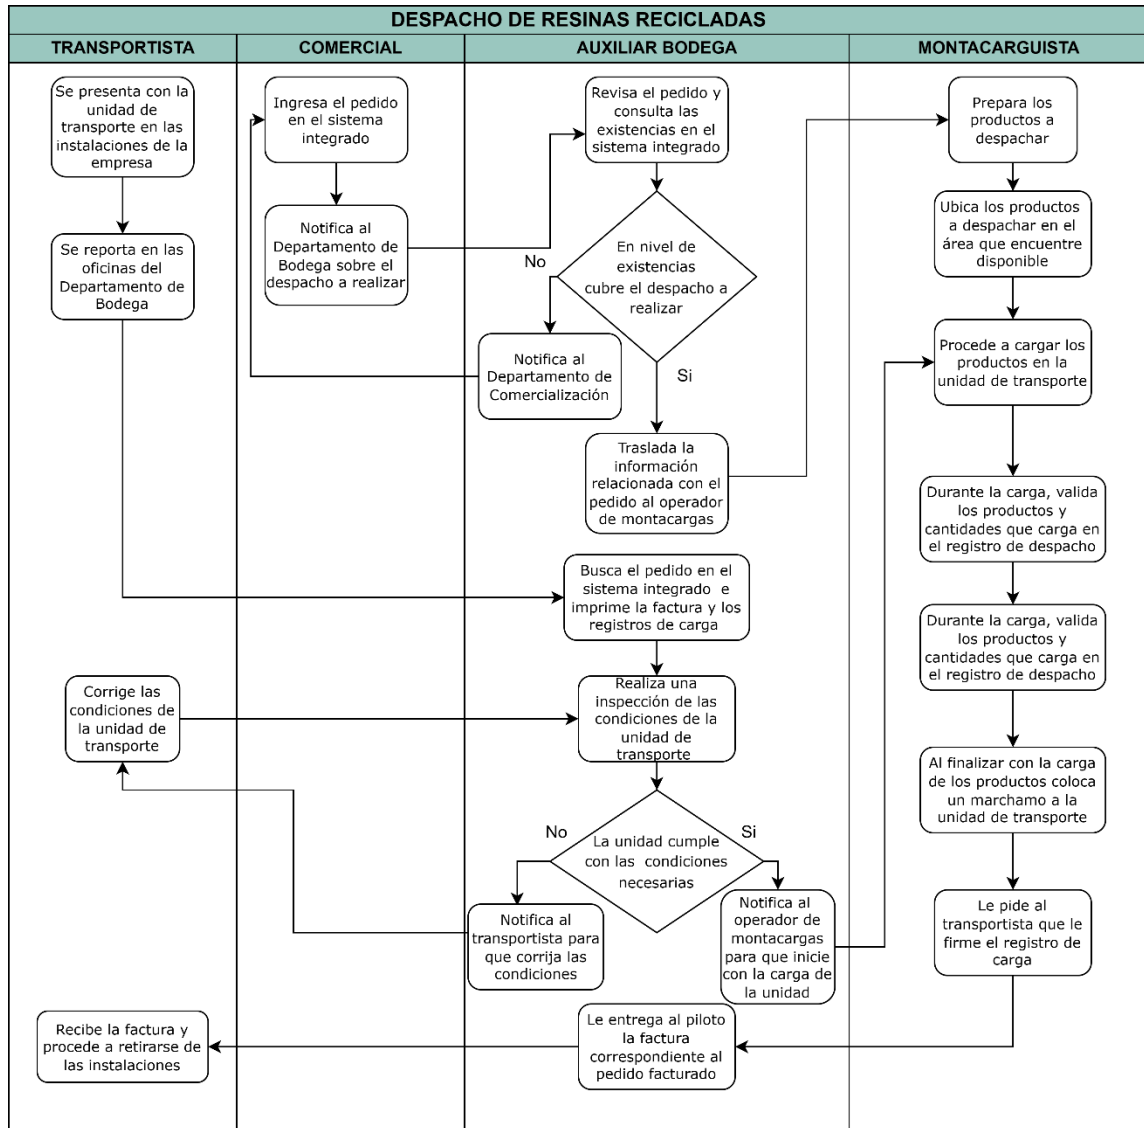 DESPACHO DE RESINAS RECICLADAS
TRANSPORTISTA
COMERCIAL
AUXILIAR BODEGA
MONTACARGUISTA
Se presenta con la
unidad de
transporte en las
instalaciones de la
empresa
Se reporta en las
oficinas del
Departamento de
Bodega
Ingresa el pedido
en el sistema
integrado
Notifica al
Departamento de
Bodega sobre el
despacho a realizar
Revisa el pedido y
consulta las
existencias en el
sistema integrado
En nivel de
existencias
cubre el despacho a
realizar
No
Si
Notifica al
Departamento de
Comercialización
Traslada la
información
relacionada con el
pedido al operador
de montacargas
Prepara los
productos a
despachar
Ubica los productos
a despachar en el
área que encuentre
disponible
Procede a cargar los
productos en la
unidad de transporte
Durante la carga, valida
los productos y
cantidades que carga en
el registro de despacho
Durante la carga, valida
los productos y
cantidades que carga en
el registro de despacho
Al finalizar con la carga
de los productos coloca
un marchamo a la
unidad de transporte
Le pide al
transportista que le
firme el registro de
carga
Busca el pedido en el
sistema integrado e
imprime la factura y los
registros de carga
Realiza una
inspección de las
condiciones de la
unidad de
transporte
Corrige las
condiciones de
la unidad de
transporte
La unidad cumple
con las condiciones
necesarias
No
Si
Notifica al
transportista para
que corrija las
condiciones
Notifica al
operador de
montacargas
para que inicie
con la carga de
la unidad
Le entrega al piloto
la factura
correspondiente al
pedido facturado
Recibe la factura y
procede a retirarse de
las instalaciones